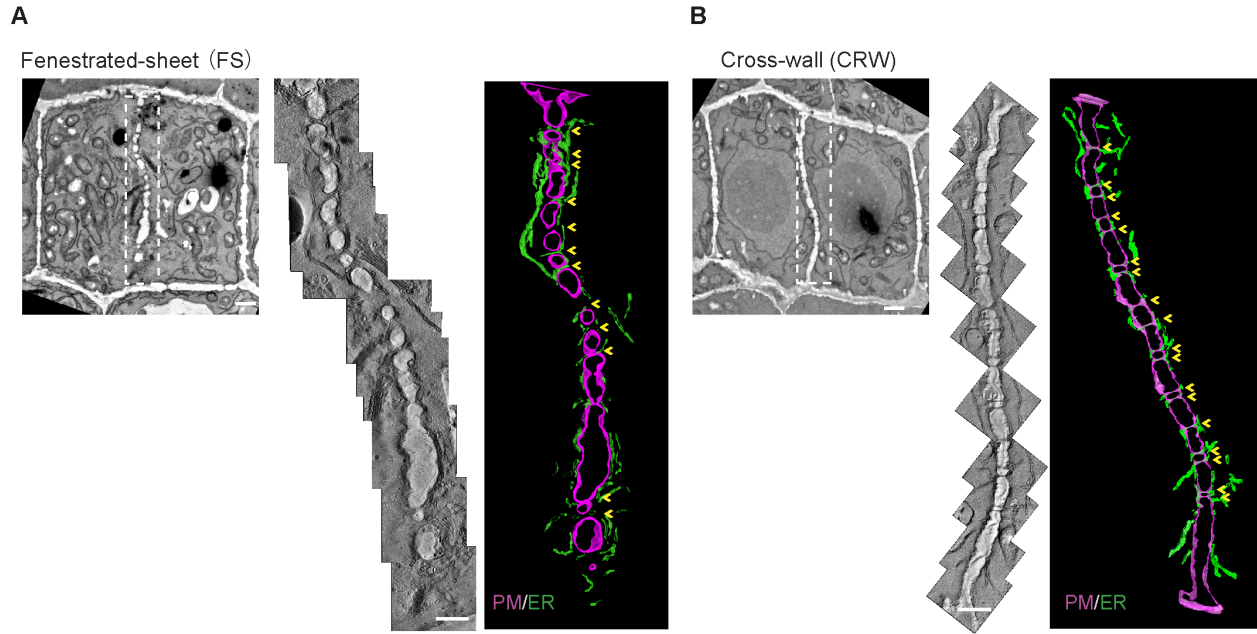 A
B
Fenestrated-sheet (FS)
Cross-wall (CRW)
PM/ER
PM/ER